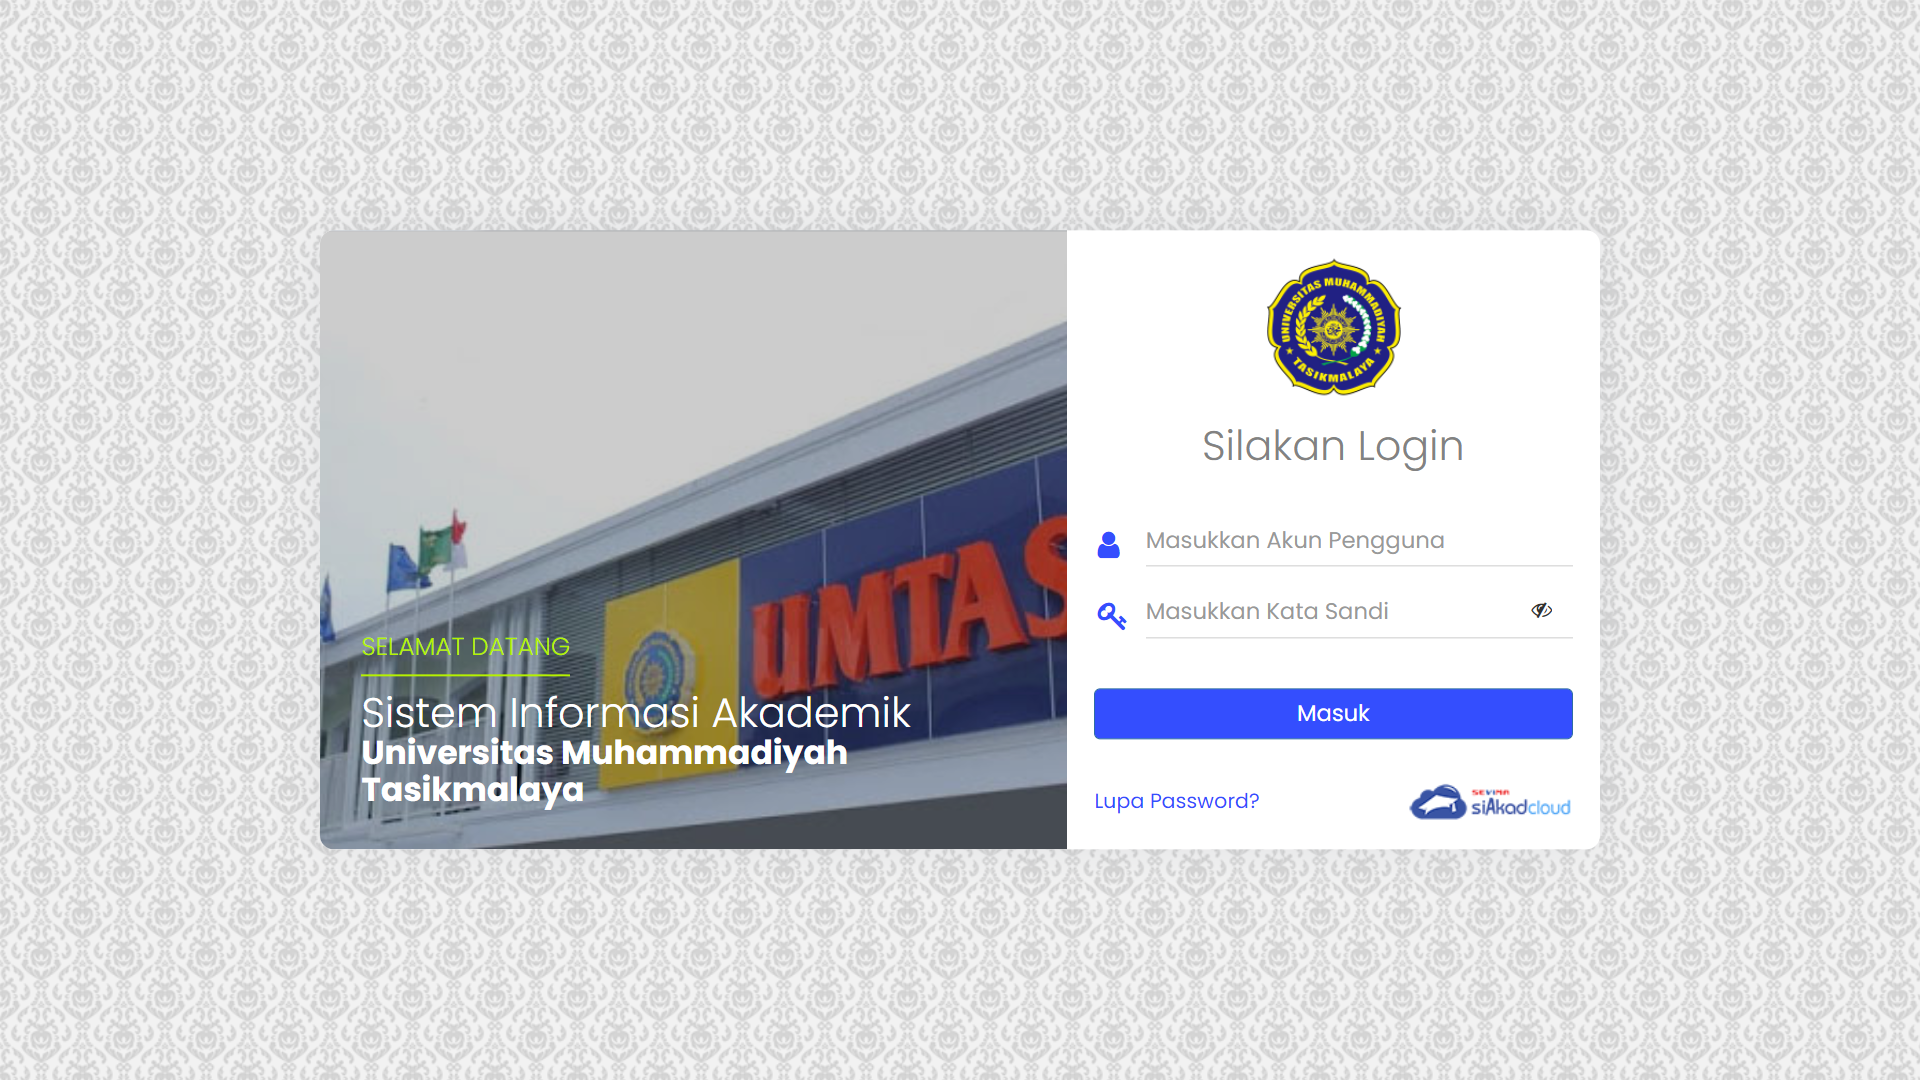 UMTAS
SELAMAT DATANG
Sistem Informasi Akademik
Universitas Muhammadiyah
Tasikmalaya
UNIVERSITAS MUHAMMADIYAH
TASIKMALAYA
Silakan Login
Masukkan Akun Pengguna
Masukkan Kata Sandi
Masuk
Lupa Password?
SEVIMA
siAkadcloud